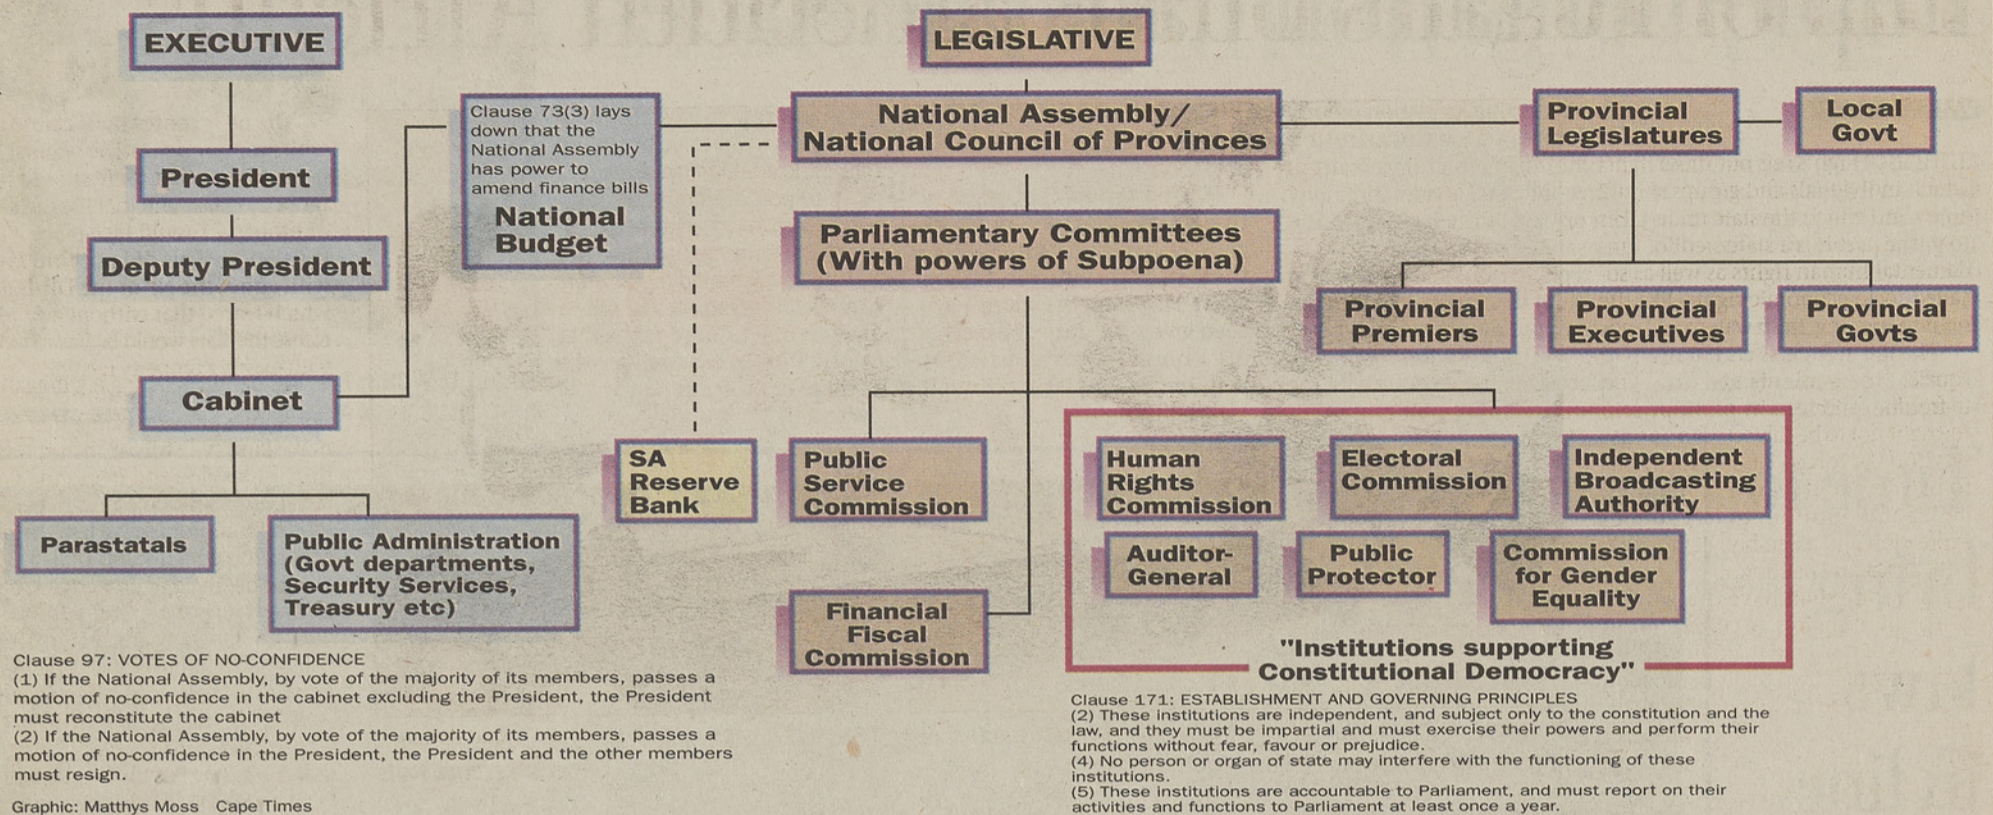 EXECUTIVE
President
Deputy President
Cabinet
Parastatals
Public Administration
(Govt departments,
Security Services,
Treasury etc)
Clause 73(3) lays
down that the
National Assembly
has power to
amend finance bills
National
Budget
LEGISLATIVE
National Assembly/
National Council of Provinces
Parliamentary Committees
(With powers of Subpoena)
Provincial
Legislatures
Local
Govt
Provincial
Premiers
Provincial
Executives
Provincial
Govts
SA
Reserve
Bank
Public
Service
Commission
Financial
Fiscal
Commission
Human
Rights
Commission
Electoral
Commission
Independent
Broadcasting
Authority
Auditor-
General
Public
Protector
Commission
for Gender
Equality
"Institutions supporting
Constitutional Democracy"
Clause 97: VOTES OF NO-CONFIDENCE
(1) If the National Assembly, by vote of the majority of its members, passes a
motion of no-confidence in the cabinet excluding the President, the President
must reconstitute the cabinet
(2) If the National Assembly, by vote of the majority of its members, passes a
motion of no-confidence in the President, the President and the other members
must resign.
Graphic: Matthys Moss Cape Times
Clause 171: ESTABLISHMENT AND GOVERNING PRINCIPLES
(2) These institutions are independent, and subject only to the constitution and the
law, and they must be impartial and must exercise their powers and perform their
functions without fear, favour or prejudice.
(4) No person or organ of state may interfere with the functioning of these
institutions.
(5) These institutions are accountable to Parliament, and must report on their
activities and functions to Parliament at least once a year.